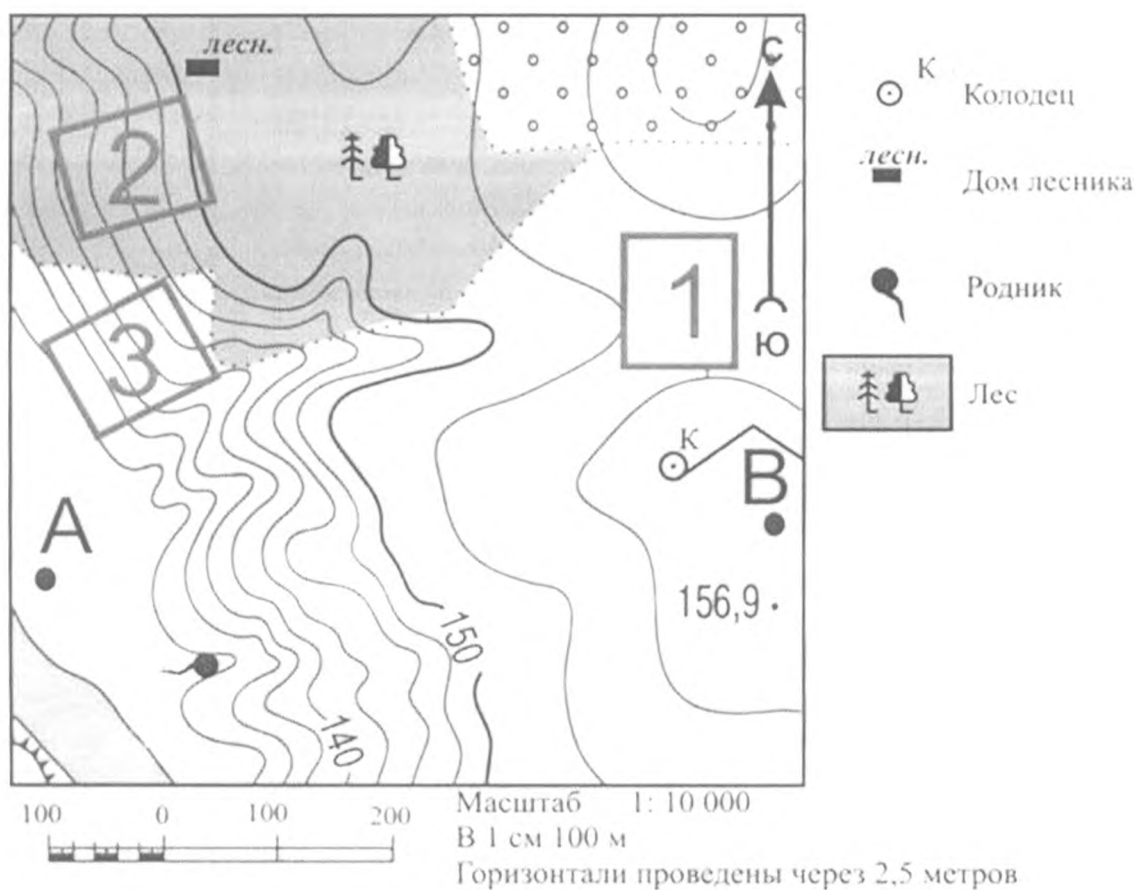 лесн.
С
2
1
3
Ю
К
А
В
156,9
150
140
К
Колодец
лесн.
Дом лесника
Родник
Лес
100 0 100 200
Масштаб 1: 10 000
В 1 см 100 м
Горизонтали проведены через 2,5 метров